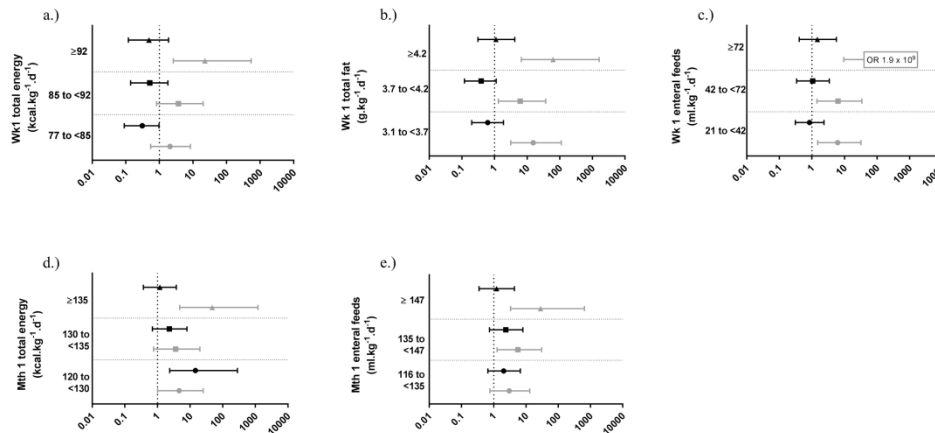 a.)
Wk1 total energy
(kcal.kg⁻¹.d⁻¹)
≥92
85 to <92
77 to <85
0.01 0.1 1 10 100 1000 10000
b.)
Wk 1 total fat
(g.kg⁻¹.d⁻¹)
≥4.2
3.7 to <4.2
3.1 to <3.7
0.01 0.1 1 10 100 1000 10000
c.)
Wk 1 enteral feeds
(ml.kg⁻¹.d⁻¹)
≥72
OR 1.9 x 10⁹
42 to <72
21 to <42
0.01 0.1 1 10 100 1000 10000
d.)
Mth 1 total energy
(kcal.kg⁻¹.d⁻¹)
≥135
130 to
<135
120 to
<130
0.01 0.1 1 10 100 1000 10000
e.)
Mth 1 enteral feeds
(ml.kg⁻¹.d⁻¹)
≥ 147
135 to
<147
116 to
<135
0.01 0.1 1 10 100 1000 10000